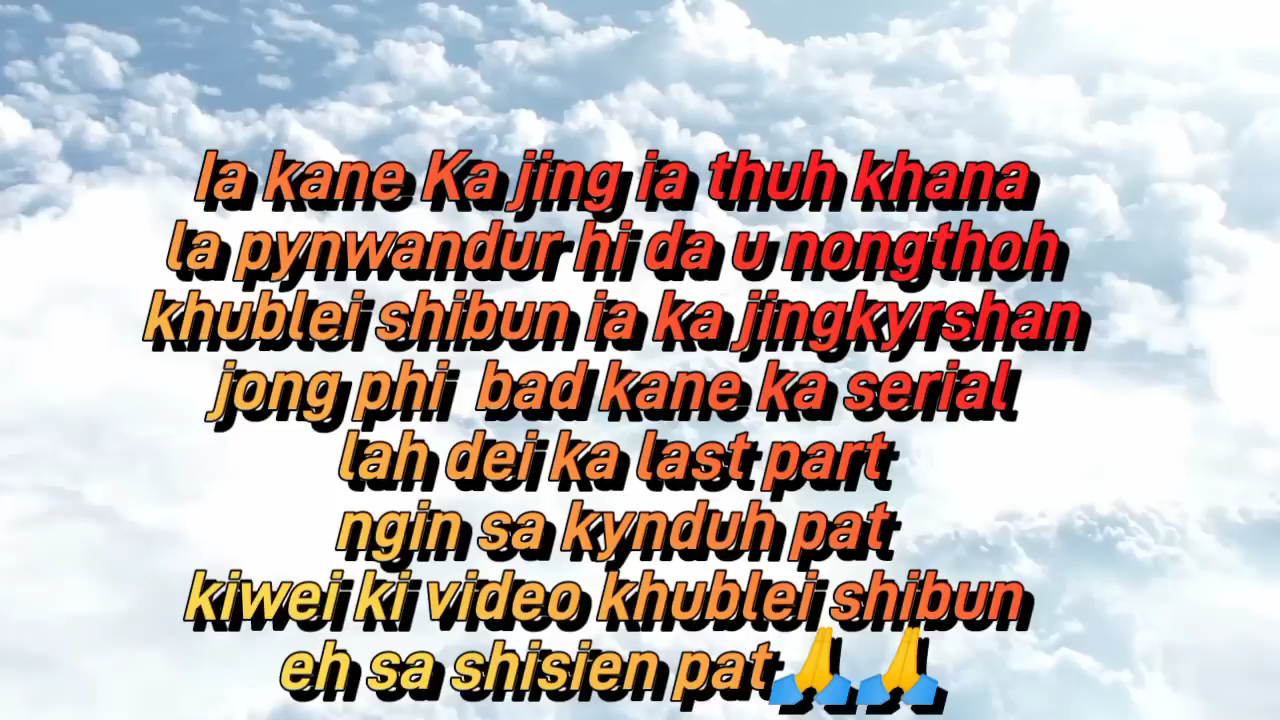 Ia kane Ka jing ia thuh khana
la pynwandur hi da u nongthoh
khublei shibun ia ka jingkyrshan
jong phi bad kane ka serial
lah dei ka last part
ngin sa kynduh pat
kiwei ki video khublei shibun
eh sa shisien pat🙏🙏